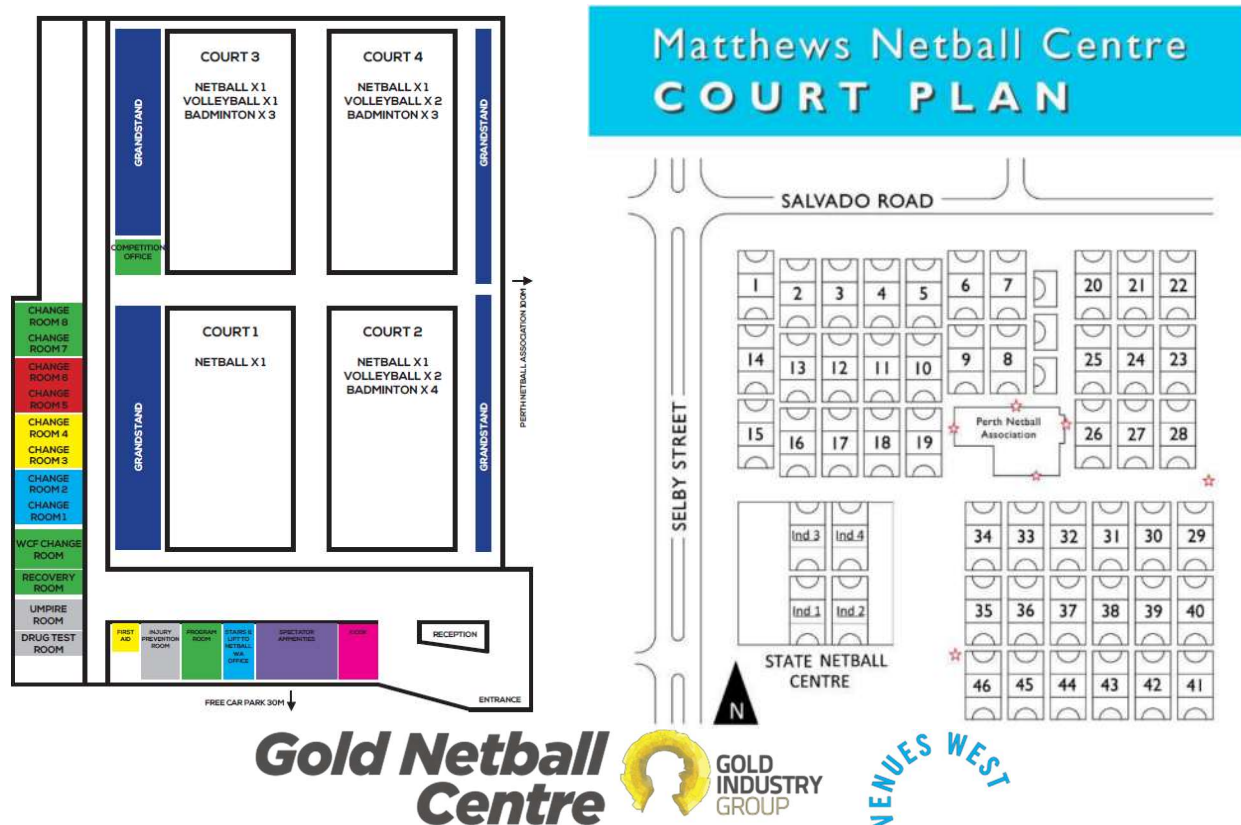 COURT 3
NETBALL X 1
VOLLEYBALL X 1
BADMINTON X 3
COURT 4
NETBALL X 1
VOLLEYBALL X 2
BADMINTON X 3
GRANDSTAND
GRANDSTAND
COMPETITION
OFFICE
COURT 1
NETBALL X 1
COURT 2
NETBALL X 1
VOLLEYBALL X 2
BADMINTON X 4
GRANDSTAND
GRANDSTAND
PERTH NETBALL ASSOCIATION 100M
CHANGE
ROOM 8
CHANGE
ROOM 7
CHANGE
ROOM 6
CHANGE
ROOM 5
CHANGE
ROOM 4
CHANGE
ROOM 3
CHANGE
ROOM 2
CHANGE
ROOM 1
WCF CHANGE
ROOM
RECOVERY
ROOM
UMPIRE
ROOM
DRUG TEST
ROOM
FIRST
AID
INJURY
PREVENTION
ROOM
PROGRAM
ROOM
STAIRS &
LIFT TO
NETBALL
WA
OFFICE
SPECTATOR
AMMENITIES
RECEPTION
ENTRANCE
FREE CAR PARK 30M
Matthews Netball Centre
COURT PLAN
SALVADO ROAD
SELBY STREET
1 2 3 4 5 6 7 20 21 22
14 13 12 11 10 9 8 25 24 23
15 16 17 18 19
Perth Netball
Association
26 27 28
Ind 3 Ind 4
Ind 1 Ind 2
STATE NETBALL
CENTRE
N
34 33 32 31 30 29
35 36 37 38 39 40
46 45 44 43 42 41
Gold Netball
Centre
GOLD
INDUSTRY
GROUP
ENUES WEST